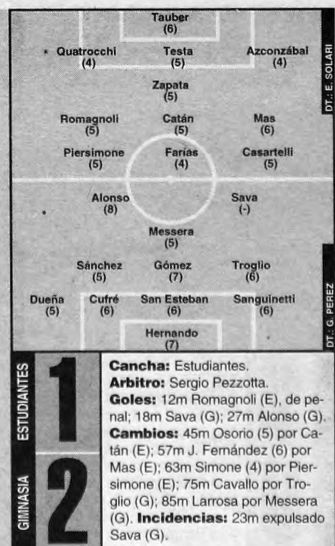 Tauber
(6)
Quatrocchi Testa Azconzábal
(4) (5) (4)
Zapata
(5)
Romagnoli Catán Mas
(5) (5) (6)
Piersimone Farías Casartelli
(5) (4) (5)
DT.: E. SOLARI
Alonso Sava
(8) (-)
Messera
(5)
Sánchez Gómez Troglio
(5) (7) (6)
Dueña Cufré San Esteban Sanguinetti
(5) (6) (6) (6)
Hernando
(7)
DT.: G. PEREZ
ESTUDIANTES 1
GIMNASIA 2
Cancha: Estudiantes.
Arbitro: Sergio Pezzotta.
Goles: 12m Romagnoli (E), de pe-
nal; 18m Sava (G); 27m Alonso (G).
Cambios: 45m Osorio (5) por Ca-
tán (E); 57m J. Fernández (6) por
Mas (E); 63m Simone (4) por Pier-
simone (E); 75m Cavallo por Tro-
glio (G); 85m Larrosa por Messera
(G). Incidencias: 23m expulsado
Sava (G).